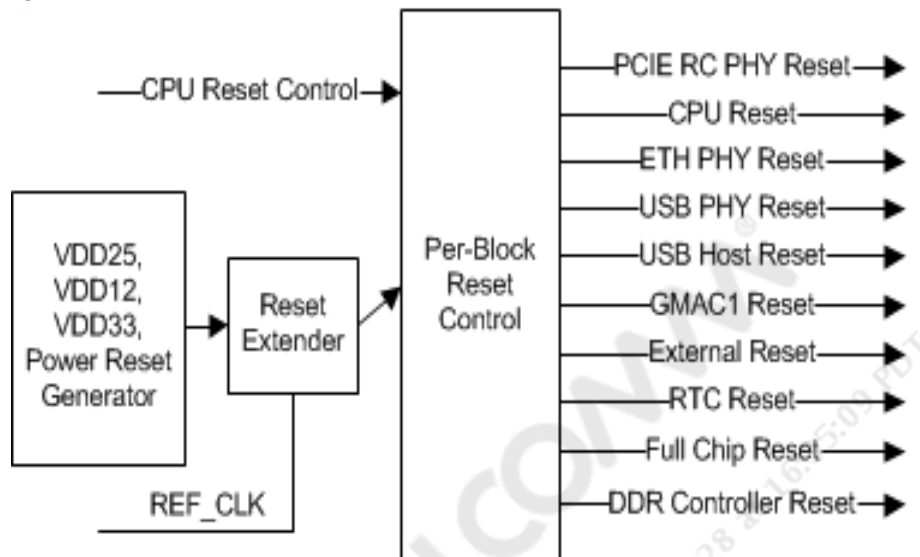 CPU Reset Control
VDD25,
VDD12,
VDD33,
Power Reset
Generator
Reset
Extender
REF_CLK
Per-Block
Reset
Control
PCIE RC PHY Reset
CPU Reset
ETH PHY Reset
USB PHY Reset
USB Host Reset
GMAC1 Reset
External Reset
RTC Reset
Full Chip Reset
DDR Controller Reset